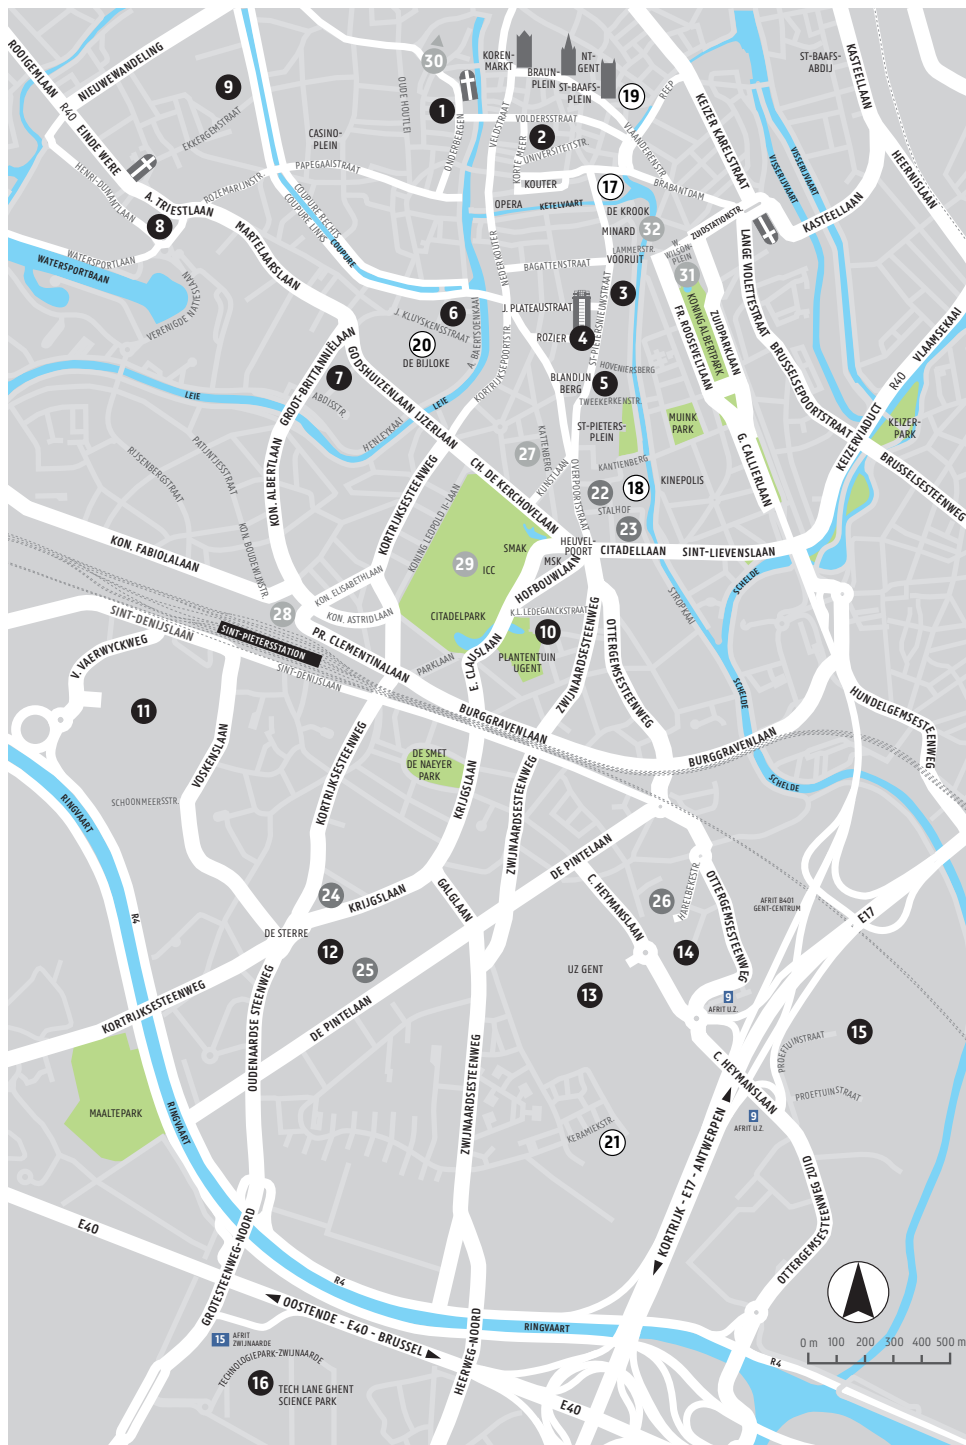 ROOIGEMLAAN
R40
EINDE WERE
NIEUWEWANDELING
9
EKKERGEMSTRAAT
HENRI-DUNANTLAAN
ROZEMARIJNSTR.
A. TRIESTLAAN
8
WATERSPORTLAAN
WATERSPORTBAAN
VERENIGDE NATIESLAAN
MARTELAARSLAAN
CASINO-
PLEIN
PAPEGAAISTRAAT
COUPURE RECHTS
COUPURE LINKS
COUPURE
OUDE HOUTLEI
30
1
ONDERBERGEN
KOREN-
MARKT
BRAUN-
PLEIN
NT-
GENT
ST-BAAFS-
PLEIN
19
VELDSTRAAT
VOLDERSSTRAAT
2
KORTE MEER
UNIVERSITEITSTR.
KOUTER
17
OPERA
KETELVAART
DE KROOK
MINARD
32
LAMMERSTR.
VOORUIT
VLAANDERENSTR.
BRABANTDAM
REEP
KEIZER KARELSTRAAT
ST-BAAFS-
ABDIJ
KASTEELLAAN
HEERNISLAAN
VISSERIJVAART
VISSERIJVAART
KASTEELLAAN
ZUIDSTATIONSTR.
W.
WILSON-
PLEIN
31
KONING ALBERTPARK
FR. ROOSEVELTLAAN
ZUIDPARKLAAN
LANGE VIOLETTESTRAAT
BRUSSELSEPOORTSTRAAT
BRUSSELSESTEENWEG
VLAAMSEKAAI
R40
KEIZERVIADUCT
KEIZER-
PARK
G. CALLIERLAAN
MUINK
PARK
NEDERKOUTER
BAGATTENSTRAAT
3
J. PLATEAUSTRAAT
ROZIER
4
ST-PIETERSNIEUWSTRAAT
HOVENIERSBERG
BLANDIJN
BERG
5
TWEEKERKENSTR.
ST-PIETERS-
PLEIN
KANTIENBERG
KINEPOLIS
6
J. KLUYSKENSSTRAAT
20
DE BIJLOKE
A. BAERTSOENKAAI
KORTRIJKSEPOORTSTR.
7
GROOT-BRITTANNIËLAAN
ABDISSTR.
GODSHUIZENLAAN
IJZERLAAN
LEIE
LEIE
HENLEYKAAI
PATIJNTJESSTRAAT
RIJSENBERGSTRAAT
KON. ALBERTLAAN
KORTRIJKSESTEENWEG
27
KATTENBERG
KUNSTLAAN
OVERPOORTSTRAAT
22
18
STALHOF
23
CH. DE KERCHOVELAAN
KONING LEOPOLD II-LAAN
KON. BOUDEWIJNSTR.
KON. FABIOLALAAN
SMAK
HEUVEL-
POORT
CITADELLAAN
SINT-LIEVENSLAAN
MSK
29
ICC
CITADELPARK
HOFBOUWLAAN
K.L. LEDEGANCKSTRAAT
10
PLANTENTUIN
UGENT
E. CLAUSLAAN
PARKLAAN
KON. ELISABETHLAAN
KON. ASTRIDLAAN
28
PR. CLEMENTINALAAN
SINT-PIETERSSTATION
SINT-DENIJSLAAN
SINT-DENIJSLAAN
V. VAERWYCKWEG
11
ZWIJNAARDSESTEENWEG
OTTERGEMSESTEENWEG
STROPKAAI
SCHELDE
SCHELDE
SCHELDE
BURGGRAVENLAAN
BURGGRAVENLAAN
HUNDELGEMSESTEENWEG
VOSKENSLAAN
SCHOONMEERSSTR.
KORTRIJKSESTEENWEG
DE SMET
DE NAEYER
PARK
KRIJGSLAAN
ZWIJNAARDSESTEENWEG
DE PINTELAAN
RINGVAART
R4
24
KRIJGSLAAN
GALGLAAN
DE STERRE
12
25
C. HEYMANSLAAN
26
HARELBEKESTR.
OTTERGEMSESTEENWEG
14
UZ GENT
13
AFRIT B401
GENT-CENTRUM
E17
9
AFRIT U.Z.
15
PROEFTUINSTRAAT
PROEFTUINSTRAAT
C. HEYMANSLAAN
9
AFRIT U.Z.
KORTRIJKSESTEENWEG
OUDENAARDSE STEENWEG
DE PINTELAAN
MAALTEPARK
RINGVAART
ZWIJNAARDSESTEENWEG
KERAMIEKSTR.
21
KORTRIJK - E17 - ANTWERPEN
OTTERGEMSESTEENWEG ZUID
E40
GROTESTEENWEG-NOORD
R4
OOSTENDE - E40 - BRUSSEL
15
AFRIT
ZWIJNAARDE
TECHNOLOGIEPARK-ZWIJNAARDE
16
TECH LANE GHENT
SCIENCE PARK
HEERWEG-NOORD
RINGVAART
E40
R4
0 m 100 200 300 400 500 m